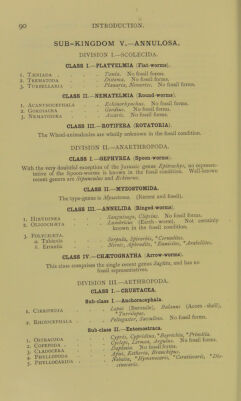 90 INTRODUCTION.
SUB-KINGDOM V.—ANNULOSA.
DIVISION I.—SCOLECIDA.
CLASS I.—PLATYELMIA (Flat-worms).
1. TÆNIADA . . . Tænia. No fossil forms.
2. TREMATODA . . . Distoma. No fossil forms.
3. TURBELLARIA . . . Planaria, Nemertes. No fossil forms.
CLASS II.—NEMATELMIA (Round-worms).
1. ACANTHOCEPHALA . . Echinorhynchus. No fossil forms.
2. GORDIACEA . . . Gordius. No fossil forms.
3. NEMATODEA . . . Ascaris. No fossil forms.
CLASS III.—ROTIFERA (ROTATORIA).
The Wheel-animalcules are wholly unknown in the fossil condition.
DIVISION II.—ANARTHROPODA.
CLASS I.—GEPHYREA (Spoon-worms).
With the very doubtful exception of the Jurassic genus Epitrachys, no representative of the Spoon-worms is known in the fossil condition. Well-known
recent genera are Sipunculus and Echiurus.
CLASS II.—MYZOSTOMIDA.
The type-genus is Myzostoma. (Recent and fossil).
CLASS III.—ANNELIDA (Ringed-worms).
1. HIRUDINEA . . . Sanguisuga, Clepsine. No fossil forms.
2. OLIGOCHÆTA . . . Lumbricus (Earth-worm). Not certainly
known in the fossil condition.
3. POLYCHÆTA.
a. Tubicola . . . Serpula, Spirorbis, *Cornulites.
b. Errantia . . . Nereis, Aphrodite, *Eunicites, *Arabellites.
CLASS IV.—CHÆTOGNATHA (Arrow-worms).
This class comprises the single recent genus Sagitta, and has no
fossil representatives.
DIVISION III.—ARTHROPODA.
CLASS I.—CRUSTACEA.
Sub-class I.—Anchoracephala.
1. CIRRIPEDIA . . . Lepas (Barnacle), Balanus (Acorn-shell),
*Turrilepas.
2. RHIZOCEPHALA . . . Peltogaster, Sacculina. No fossil forms.
Sub-class II.—Entomostraca.
1. OSTRACODA . . . Cypris, Cypridina, *Beyrichia, *Primitia.
2. COPEPODA . . . Cyclops, Lernæa, Argulus. No fossil forms.
3. CLADOCERA . . . Daphnia. No fossil forms.
4. PHYLLOPODA . . . Apus, Estheria, Branchipus.
5. PHYLLOCARIDA . . . Nebalia, *Hymenocaris, *Ceratiocaris, *Discinocaris.